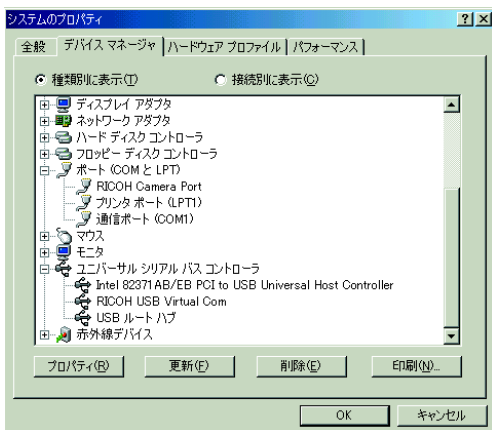 システムのプロパティ
全般 デバイス マネージャ ハードウェア プロファイル パフォーマンス
種類別に表示(T) 接続別に表示(C)
ディスプレイ アダプタ
ネットワーク アダプタ
ハード ディスク コントローラ
フロッピー ディスク コントローラ
ポート (COM と LPT)
RICOH Camera Port
プリンタ ポート (LPT1)
通信ポート (COM1)
マウス
モニタ
ユニバーサル シリアル バス コントローラ
Intel 82371AB/EB PCI to USB Universal Host Controller
RICOH USB Virtual Com
USB ルート ハブ
赤外線デバイス
プロパティ(R) 更新(F) 削除(E) 印刷(N)...
OK キャンセル